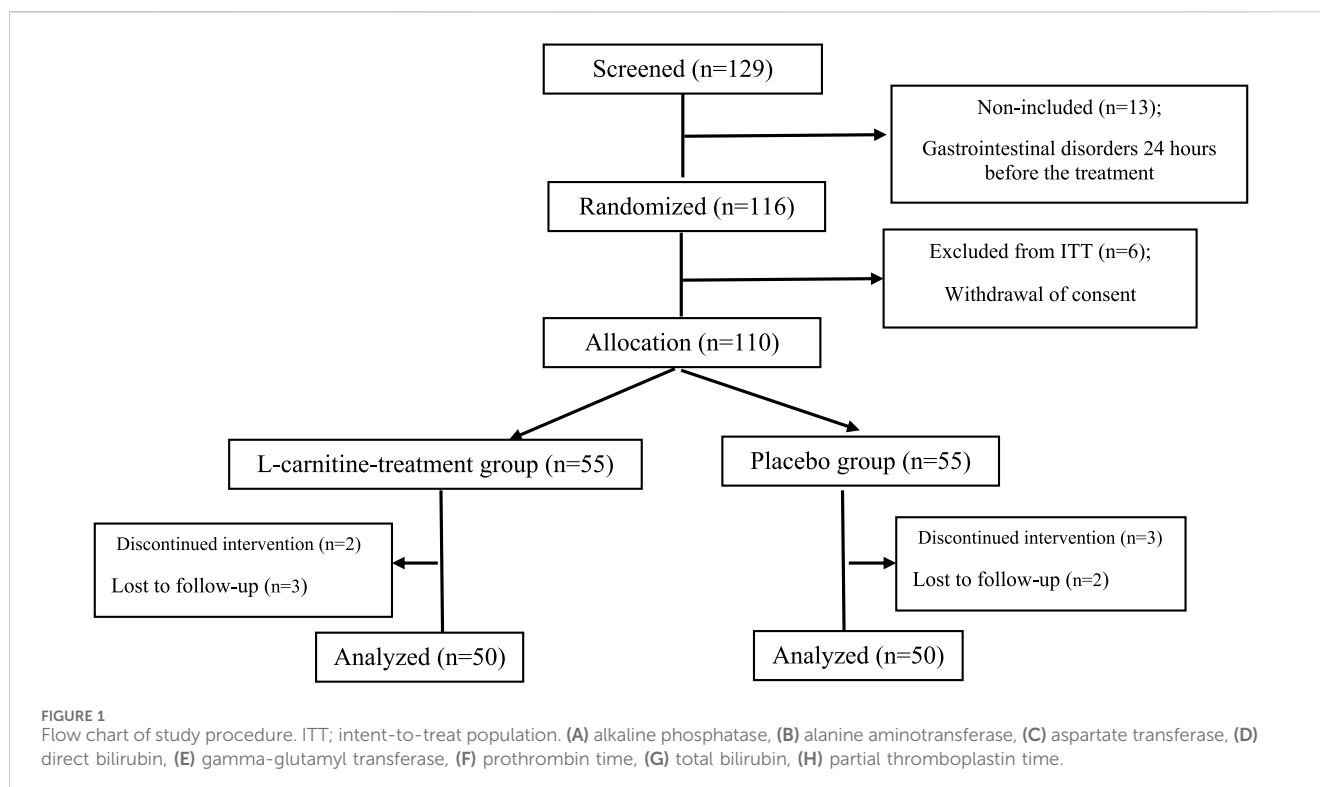 Screened (n=129)
Non-included (n=13);
Gastrointestinal disorders 24 hours
before the treatment
Randomized (n=116)
Excluded from ITT (n=6);
Withdrawal of consent
Allocation (n=110)
L-carnitine-treatment group (n=55)
Placebo group (n=55)
Discontinued intervention (n=2)
Lost to follow-up (n=3)
Discontinued intervention (n=3)
Lost to follow-up (n=2)
Analyzed (n=50)
Analyzed (n=50)
FIGURE 1
Flow chart of study procedure. ITT; intent-to-treat population. (A) alkaline phosphatase, (B) alanine aminotransferase, (C) aspartate transferase, (D)
direct bilirubin, (E) gamma-glutamyl transferase, (F) prothrombin time, (G) total bilirubin, (H) partial thromboplastin time.